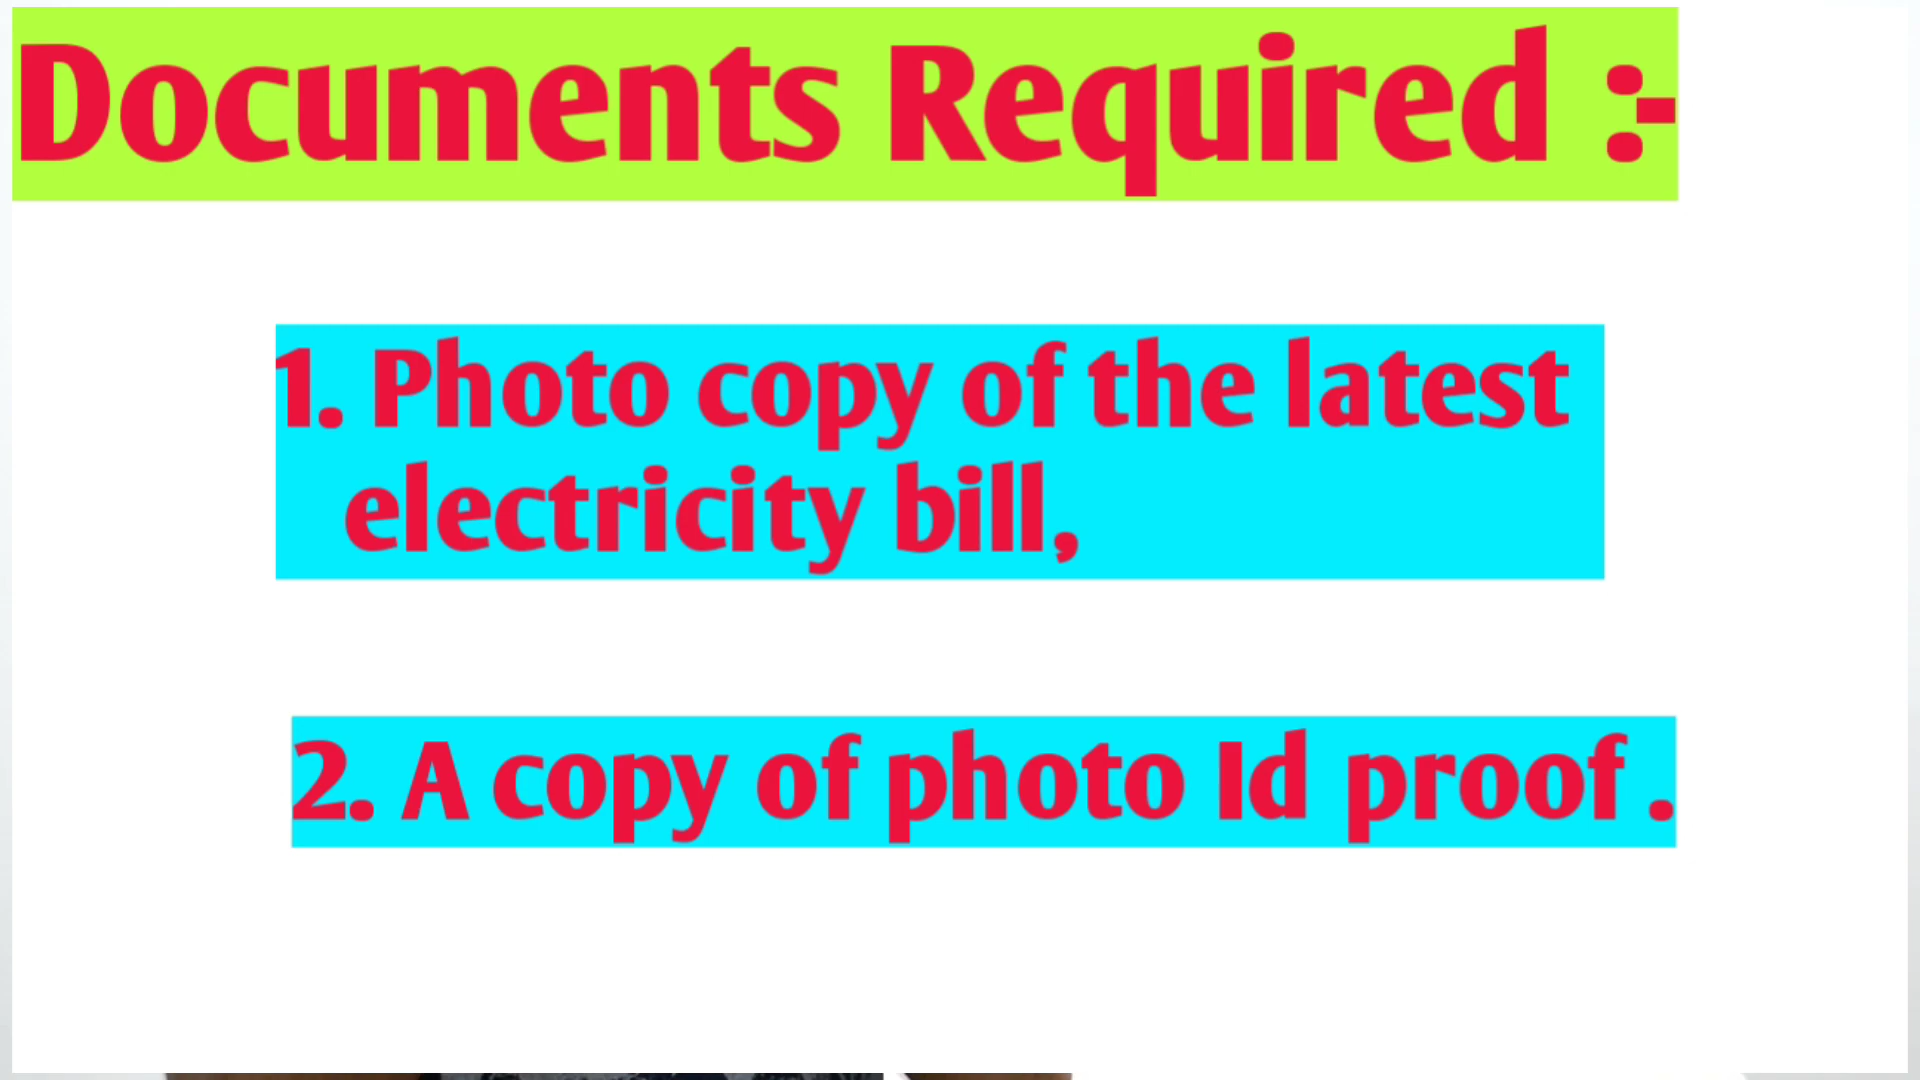 Documents Required :-
1. Photo copy of the latest
electricity bill,
2. A copy of photo Id proof .